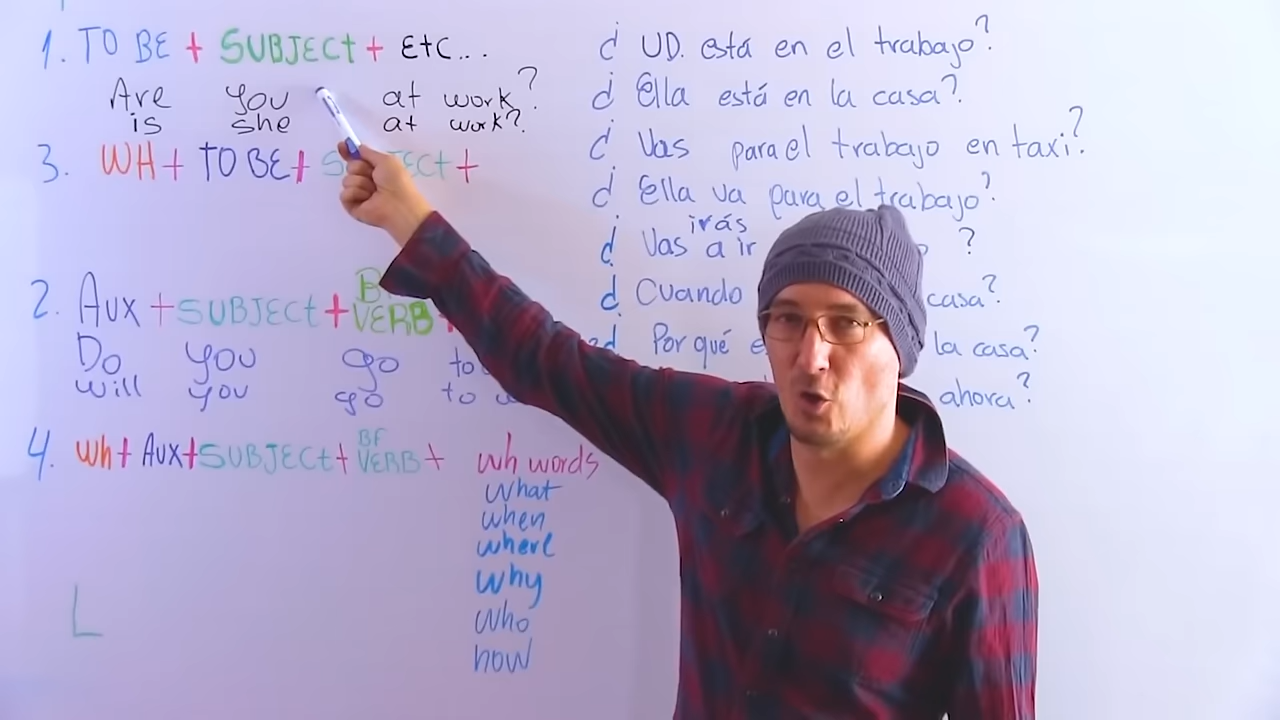 1. TO BE + SUBJECT + Etc...
Are you at work?
is she at work?
3. WH + TO BE + SUBJECT +
2. Aux + SUBJECT + VERB
Do you go to
will you go to
4. Wh + Aux + SUBJECT + BF VERB +
wh words
what
when
where
why
who
how
L
¿ UD. está en el trabajo?
¿ Ella está en la casa?
¿ Vas para el trabajo en taxi?
¿ Ella va para el trabajo?
irás
¿ Vas a ir ?
¿ Cuando casa?
Por qué la casa?
ahora?